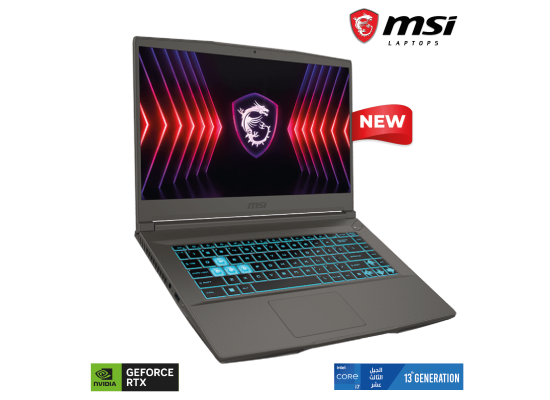 msi
LAPTOPS
NEW
msi
NVIDIA
GEFORCE
RTX
intel
CORE
i7
الجيل
الثالث
عشر
13th GENERATION